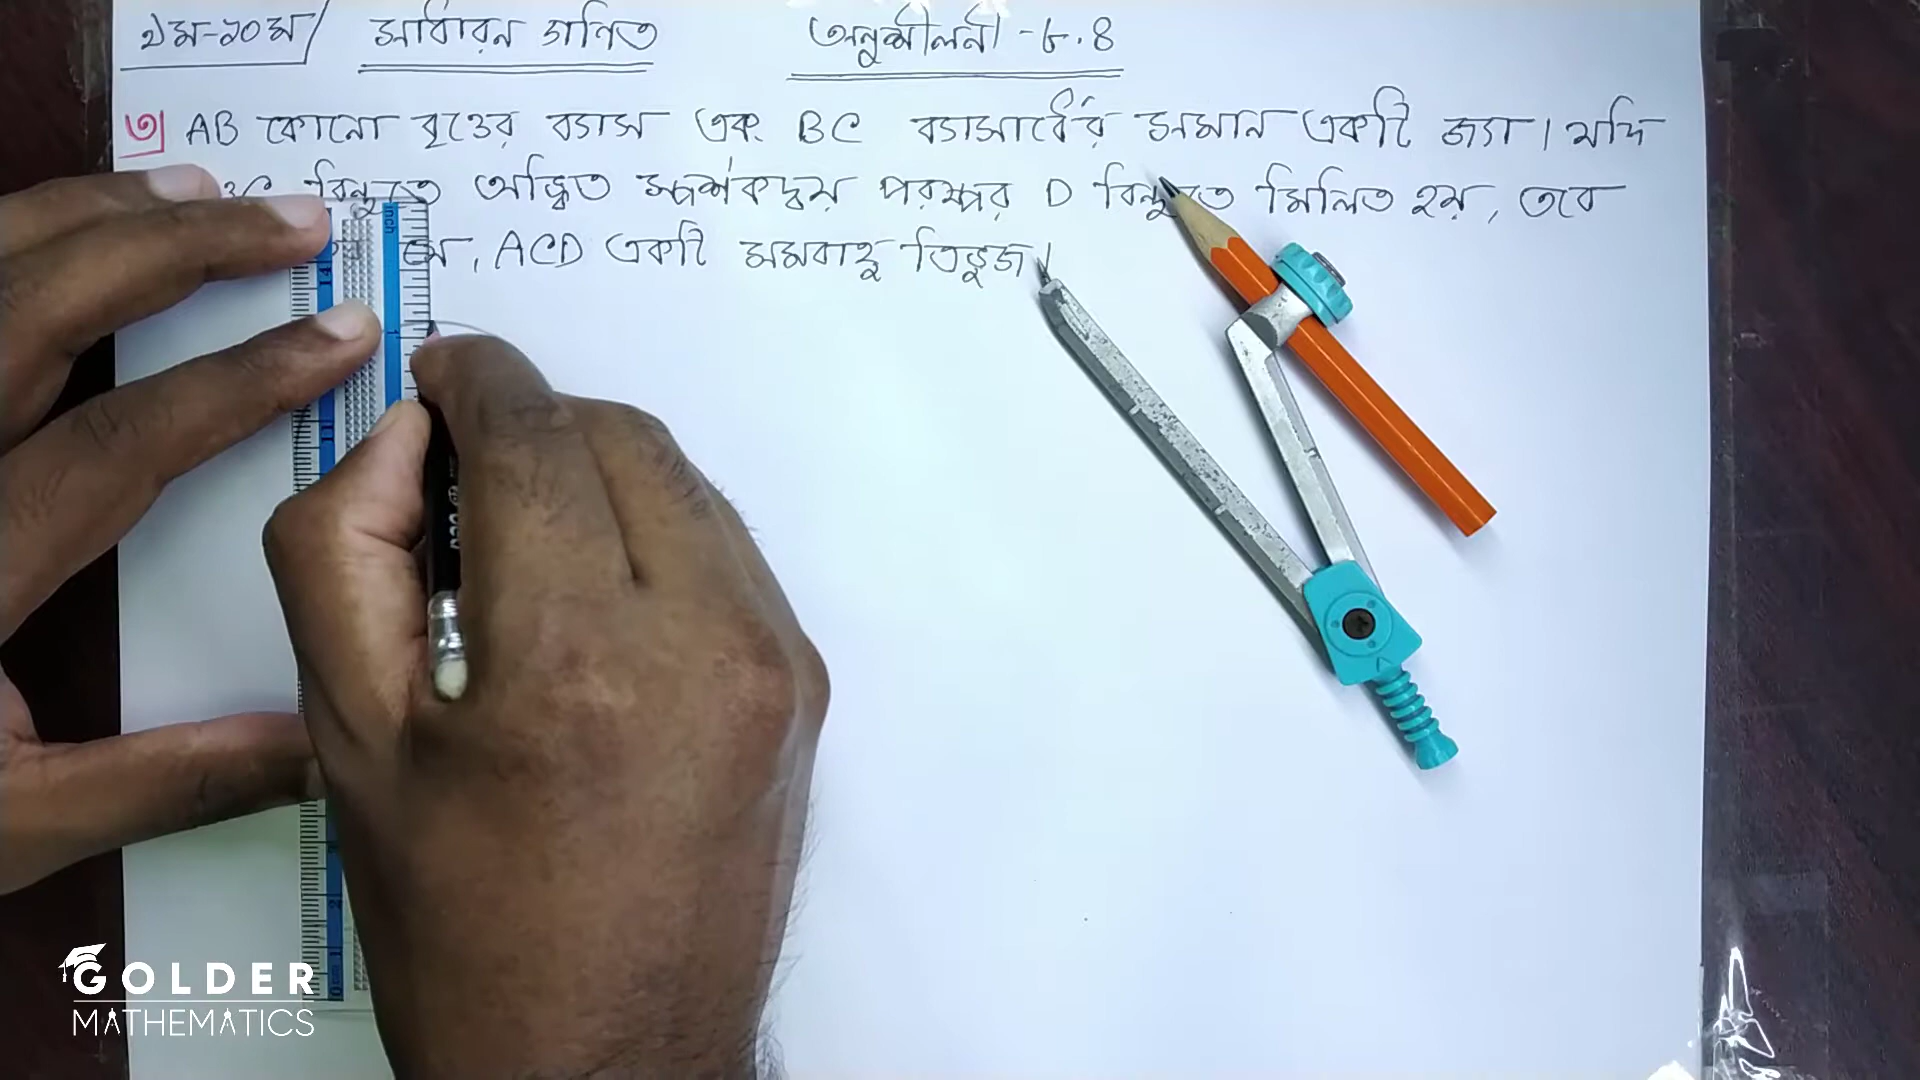 ৯ম-১০ম/ সাধারন গণিত অনুশীলনী-৮.৪
৩| AB কোনো বৃত্তের ব্যাস এবং BC ব্যাসার্ধের সমান একটি জ্যা। যদি
C বিন্দুতে অঙ্কিত স্পর্শকদ্বয় পরস্পর D বিন্দুতে মিলিত হয়, তবে
যে, ACD একটি সমবাহু ত্রিভুজ।
GOLDER
MATHEMATICS